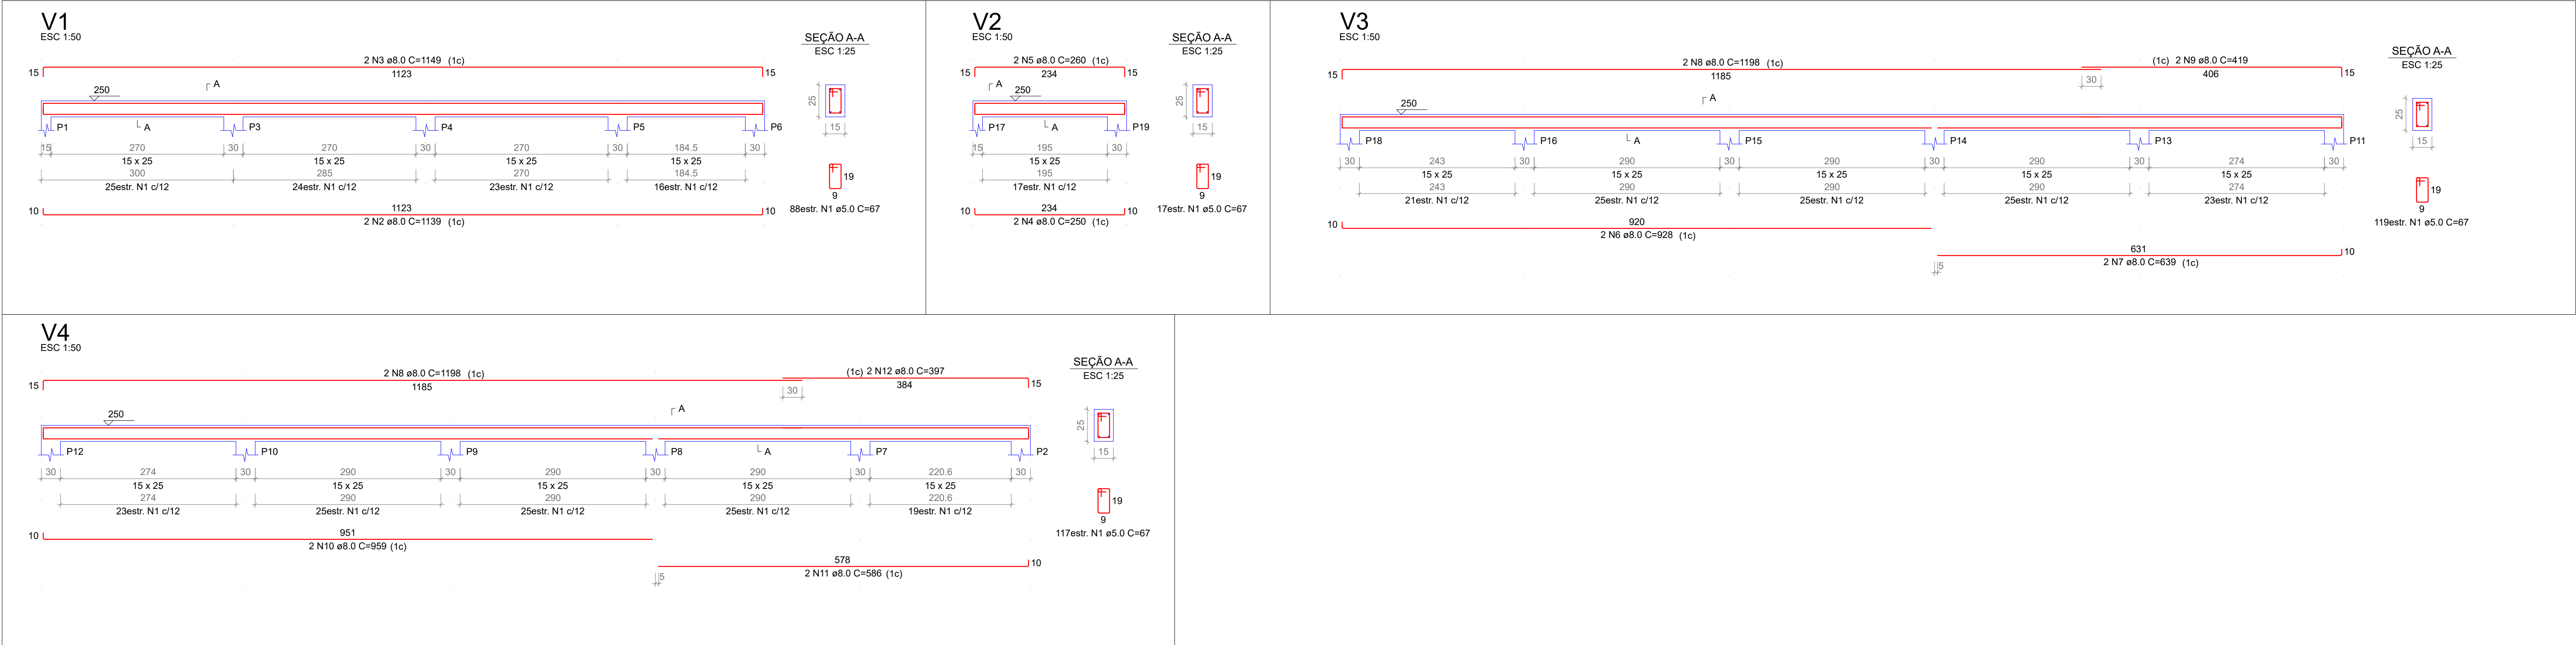 V1
ESC 1:50
2 N3 ø8.0 C=1149 (1c)
15 1123 15
A
250
P1 A P3 P4 P5 P6
15 270 30 270 30 270 30 184.5 30
15 x 25 15 x 25 15 x 25 15 x 25
300 285 270 184.5
25estr. N1 c/12 24estr. N1 c/12 23estr. N1 c/12 16estr. N1 c/12
10 1123 10
2 N2 ø8.0 C=1139 (1c)
SEÇÃO A-A
ESC 1:25
25
15
19
9
88estr. N1 ø5.0 C=67
V2
ESC 1:50
2 N5 ø8.0 C=260 (1c)
15 234 15
A
250
P17 A P19
15 195 30
15 x 25
195
17estr. N1 c/12
10 234 10
2 N4 ø8.0 C=250 (1c)
SEÇÃO A-A
ESC 1:25
25
15
19
9
17estr. N1 ø5.0 C=67
V3
ESC 1:50
2 N8 ø8.0 C=1198 (1c) (1c) 2 N9 ø8.0 C=419
15 1185 30 406 15
A
250
P18 P16 A P15 P14 P13 P11
30 243 30 290 30 290 30 290 30 274 30
15 x 25 15 x 25 15 x 25 15 x 25 15 x 25
243 290 290 290 274
21estr. N1 c/12 25estr. N1 c/12 25estr. N1 c/12 25estr. N1 c/12 23estr. N1 c/12
10 920
2 N6 ø8.0 C=928 (1c)
631 10
5 2 N7 ø8.0 C=639 (1c)
SEÇÃO A-A
ESC 1:25
25
15
19
9
119estr. N1 ø5.0 C=67
V4
ESC 1:50
2 N8 ø8.0 C=1198 (1c) (1c) 2 N12 ø8.0 C=397
15 1185 30 384 15
A
250
P12 P10 P9 P8 A P7 P2
30 274 30 290 30 290 30 290 30 220.6 30
15 x 25 15 x 25 15 x 25 15 x 25 15 x 25
274 290 290 290 220.6
23estr. N1 c/12 25estr. N1 c/12 25estr. N1 c/12 25estr. N1 c/12 19estr. N1 c/12
10 951
2 N10 ø8.0 C=959 (1c)
578 10
5 2 N11 ø8.0 C=586 (1c)
SEÇÃO A-A
ESC 1:25
25
15
19
9
117estr. N1 ø5.0 C=67